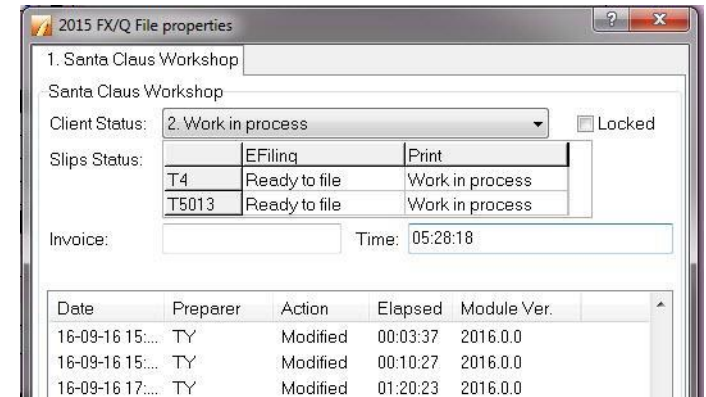 2015 FX/Q File properties
1. Santa Claus Workshop
Santa Claus Workshop
Client Status: 2. Work in process Locked
Slips Status: EFiling Print
T4 Ready to file Work in process
T5013 Ready to file Work in process
Invoice: Time: 05:28:18
Date Preparer Action Elapsed Module Ver.
16-09-16 15:... TY Modified 00:03:37 2016.0.0
16-09-16 15:... TY Modified 00:10:27 2016.0.0
16-09-16 17:... TY Modified 01:20:23 2016.0.0